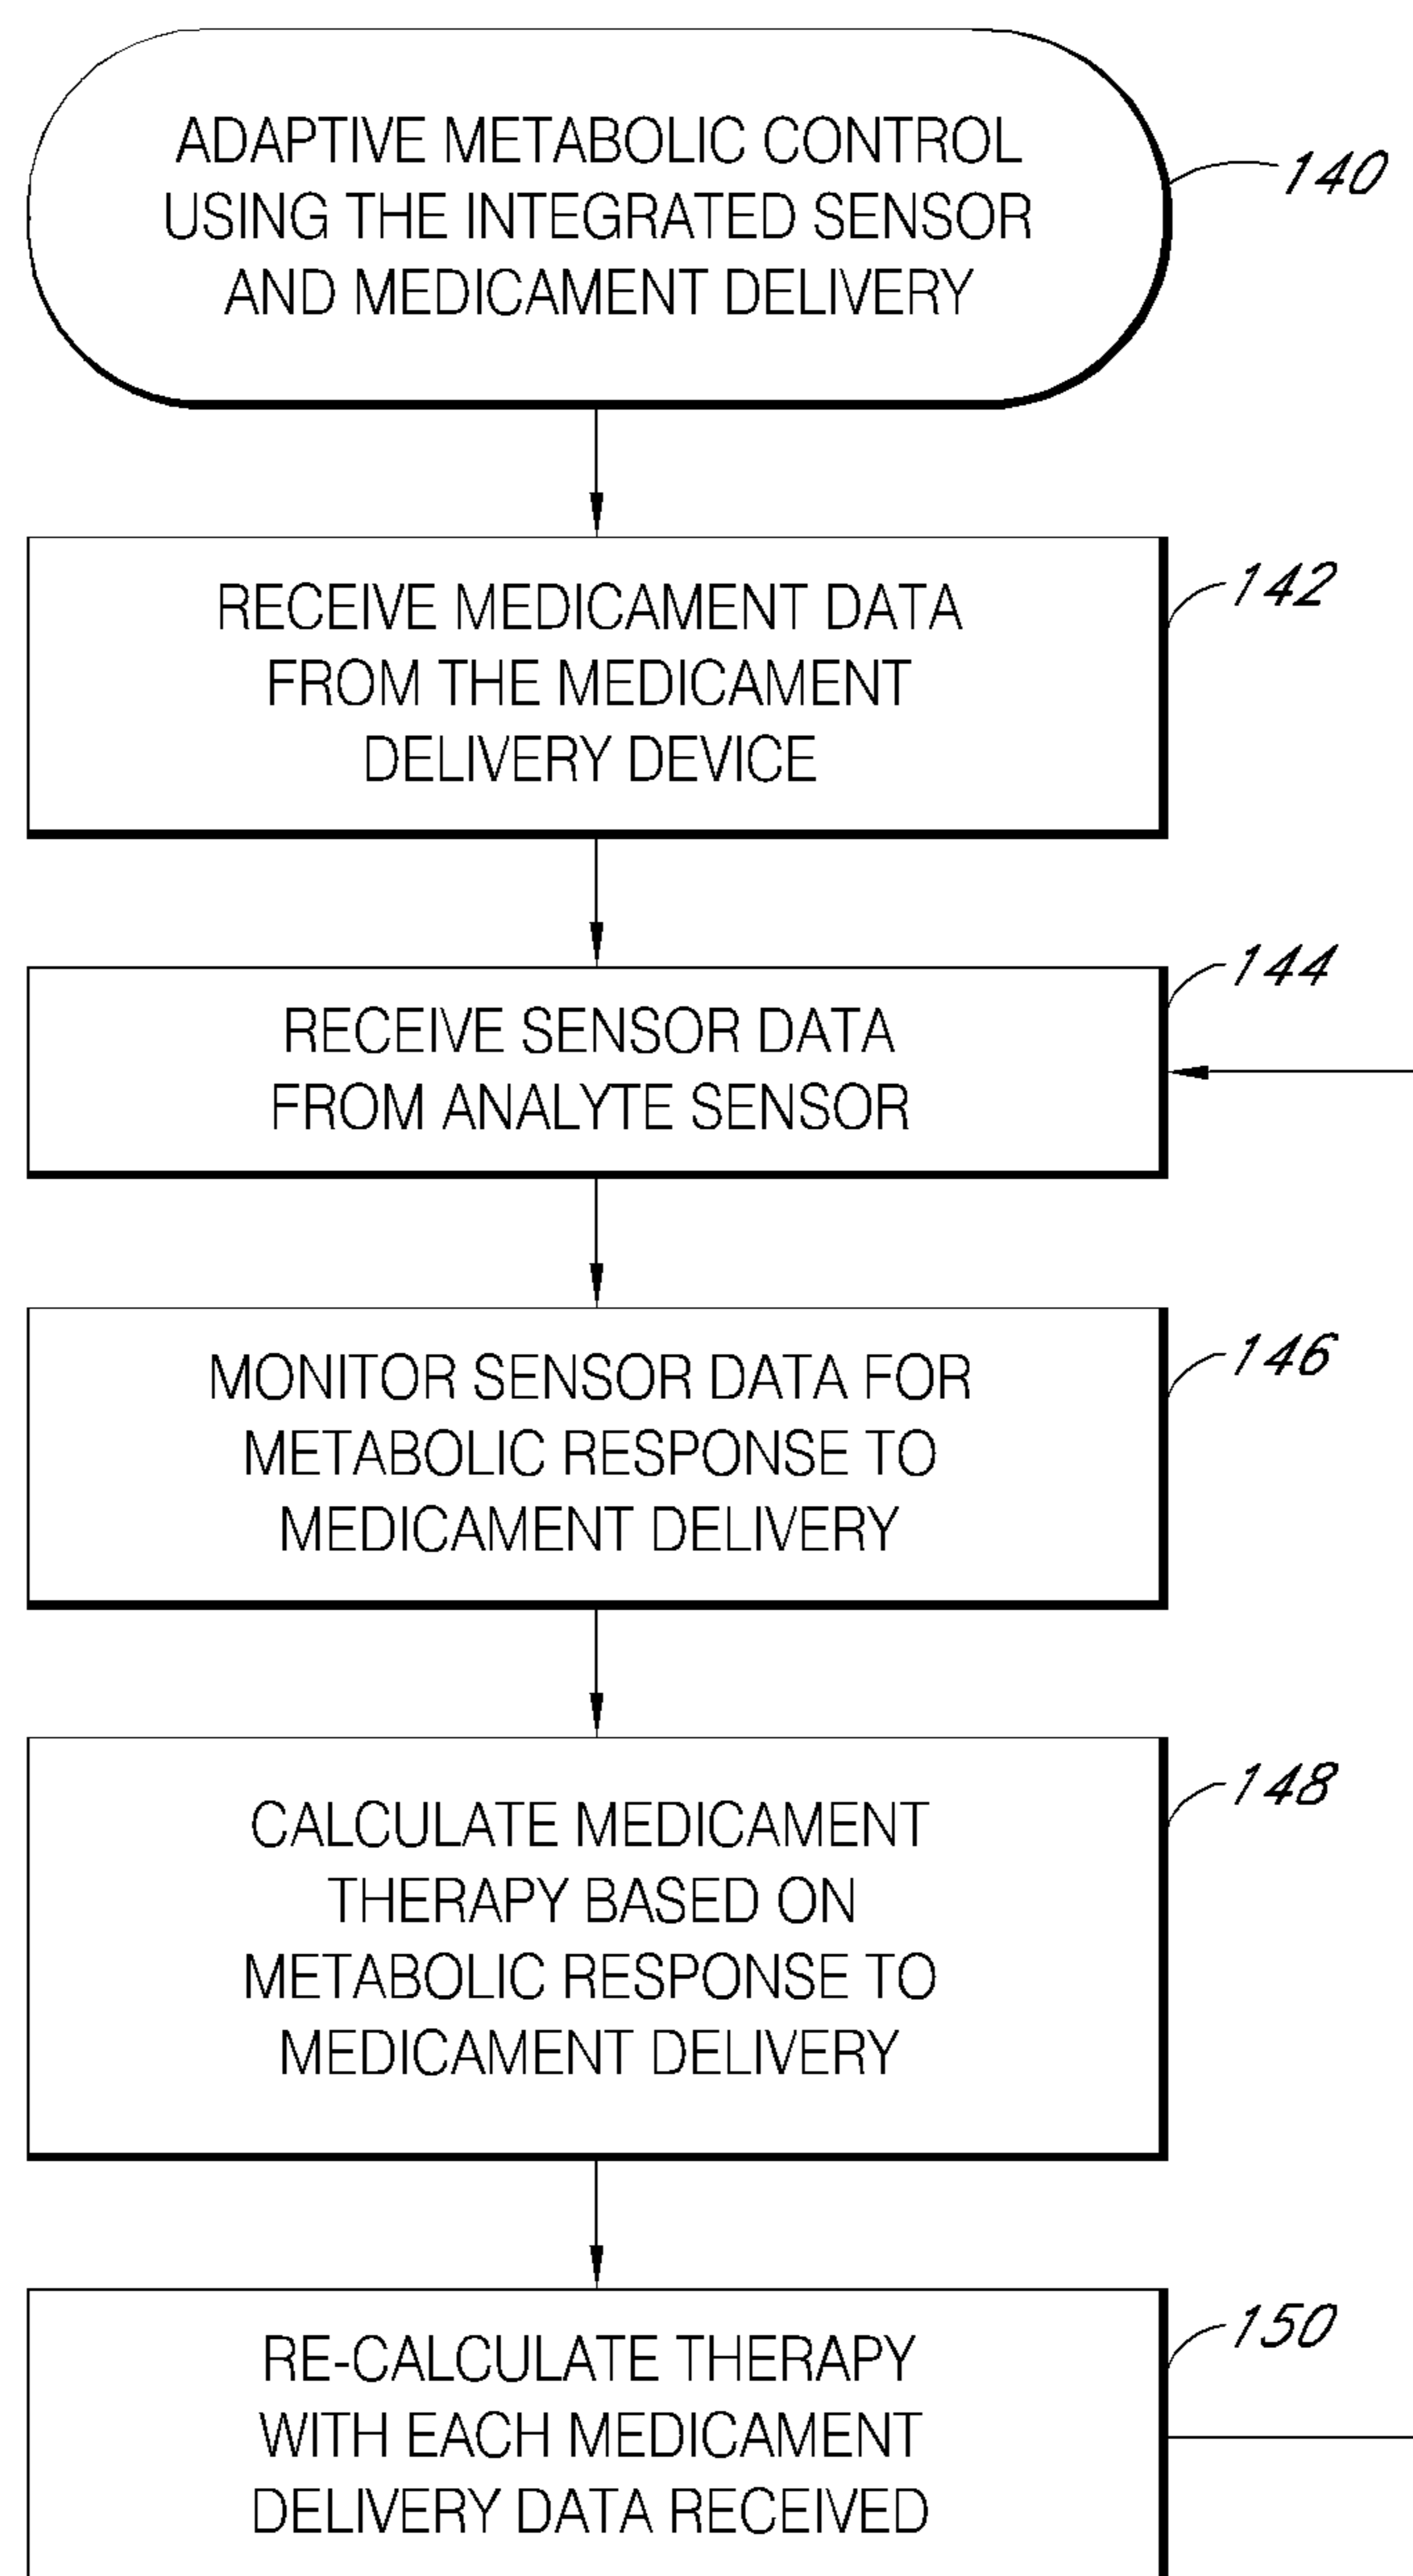 ADAPTIVE METABOLIC CONTROL
USING THE INTEGRATED SENSOR
AND MEDICAMENT DELIVERY
140
RECEIVE MEDICAMENT DATA
FROM THE MEDICAMENT
DELIVERY DEVICE
142
RECEIVE SENSOR DATA
FROM ANALYTE SENSOR
144
MONITOR SENSOR DATA FOR
METABOLIC RESPONSE TO
MEDICAMENT DELIVERY
146
CALCULATE MEDICAMENT
THERAPY BASED ON
METABOLIC RESPONSE TO
MEDICAMENT DELIVERY
148
RE-CALCULATE THERAPY
WITH EACH MEDICAMENT
DELIVERY DATA RECEIVED
150